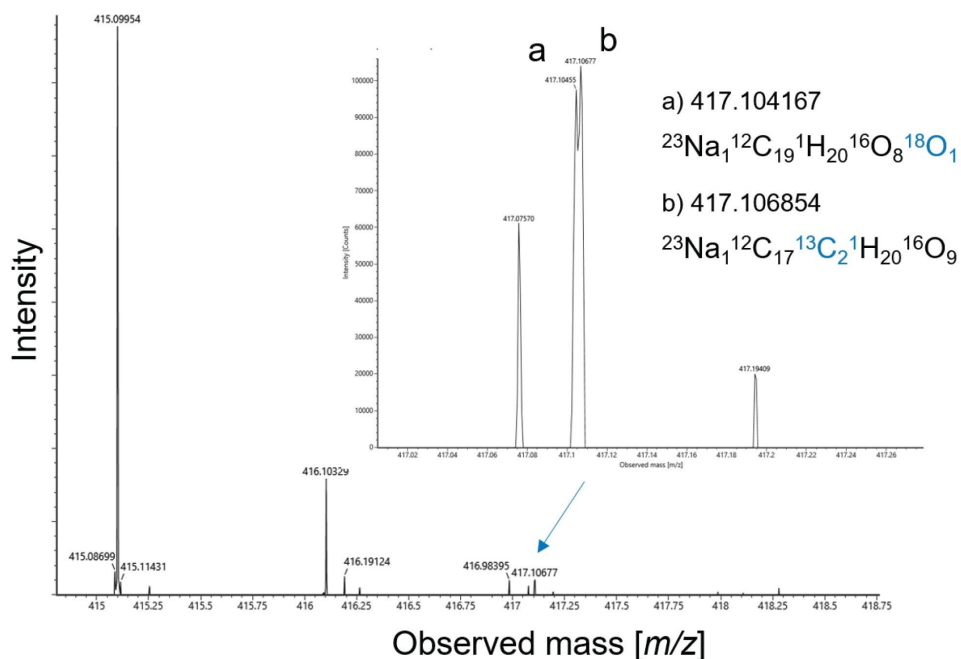 415.09954
a
b
417.10677
417.10455
100000
90000
80000
70000
60000
50000
40000
30000
20000
10000
0
Intensity [Counts]
417.07570
417.19409
417.02 417.04 417.06 417.08 417.1 417.12 417.14 417.16 417.18 417.2 417.22 417.24 417.26
Observed mass [m/z]
a) 417.104167
²³Na₁¹²C₁₉¹H₂₀¹⁶O₈¹⁸O₁
b) 417.106854
²³Na₁¹²C₁₇¹³C₂¹H₂₀¹⁶O₉
Intensity
416.10329
415.08699
415.11431
416.19124
416.98395
417.10677
415 415.25 415.5 415.75 416 416.25 416.5 416.75 417 417.25 417.5 417.75 418 418.25 418.5 418.75
Observed mass [m/z]